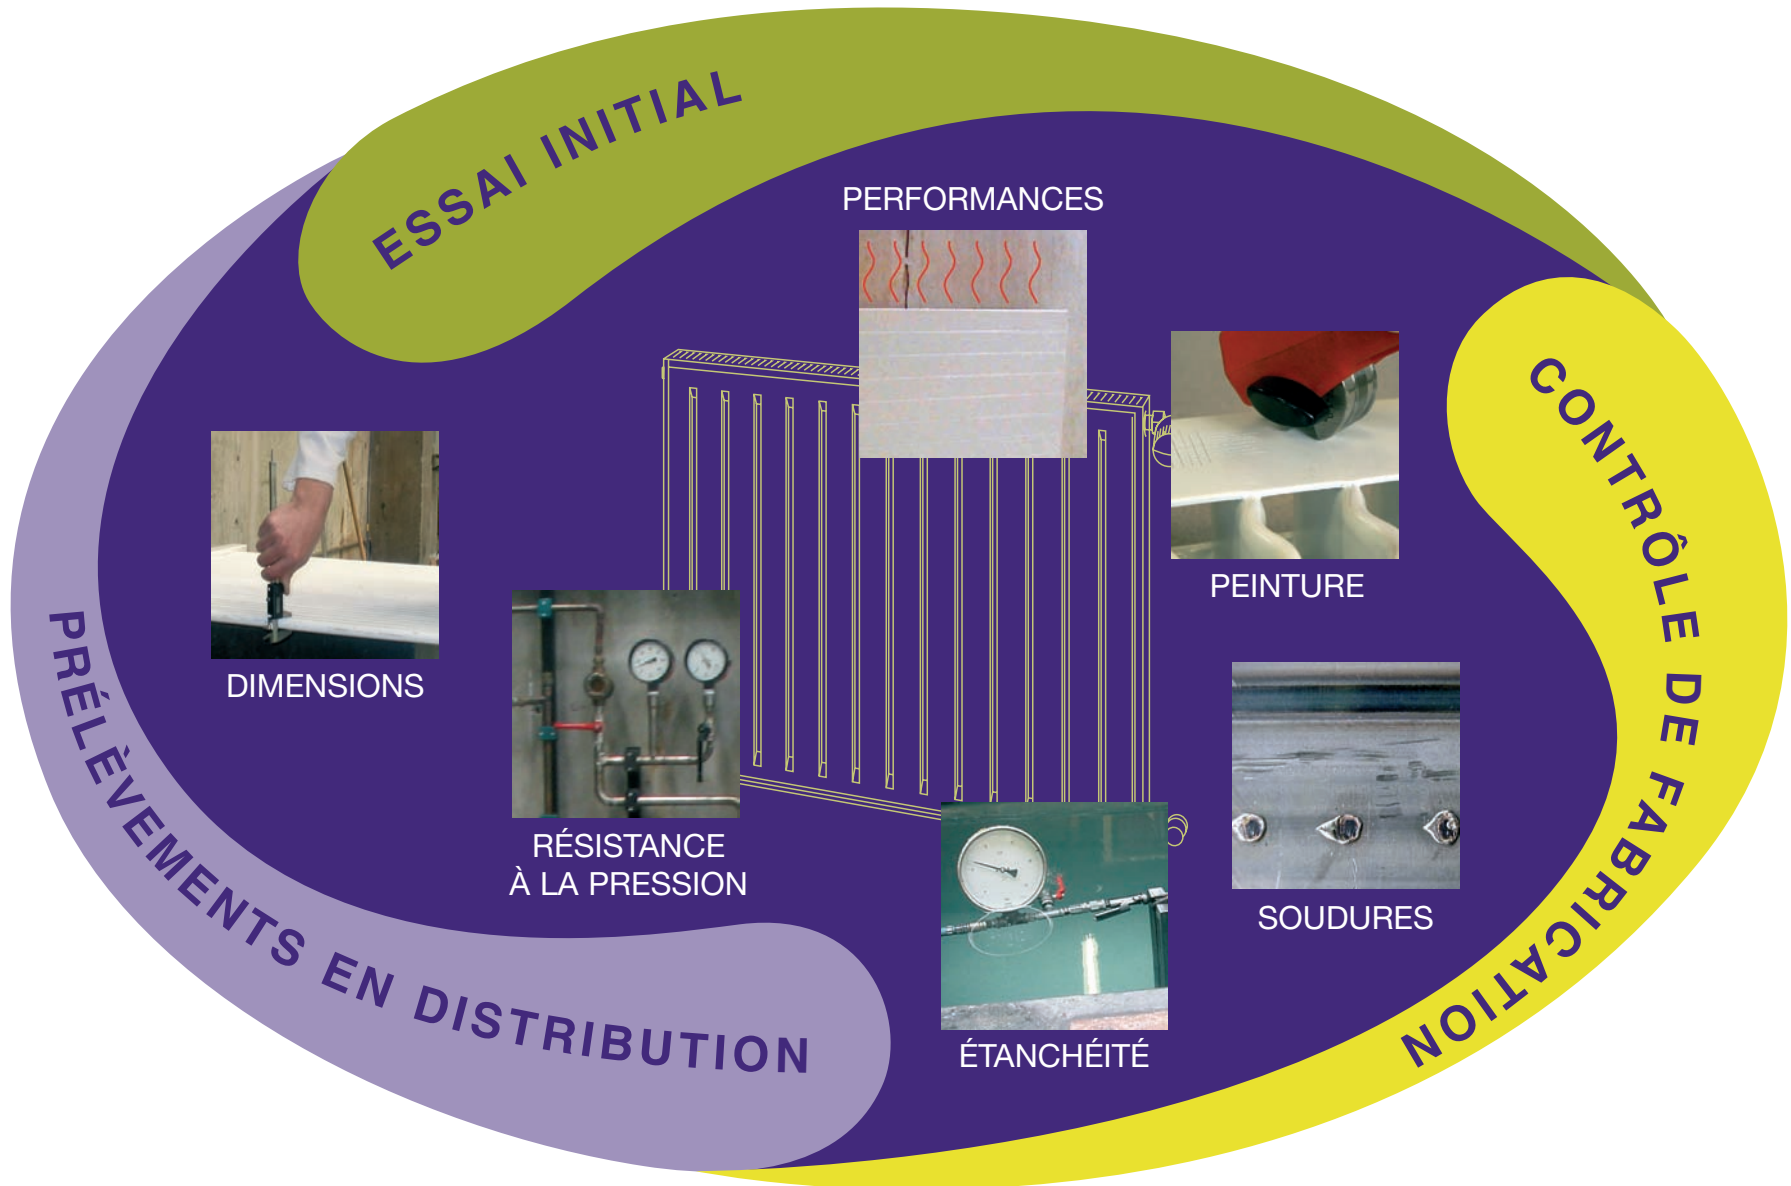 ESSAI INITIAL
PERFORMANCES
CONTRÔLE DE FABRICATION
PEINTURE
DIMENSIONS
PRÉLÈVEMENTS EN DISTRIBUTION
RÉSISTANCE
À LA PRESSION
SOUDURES
ÉTANCHÉITÉ